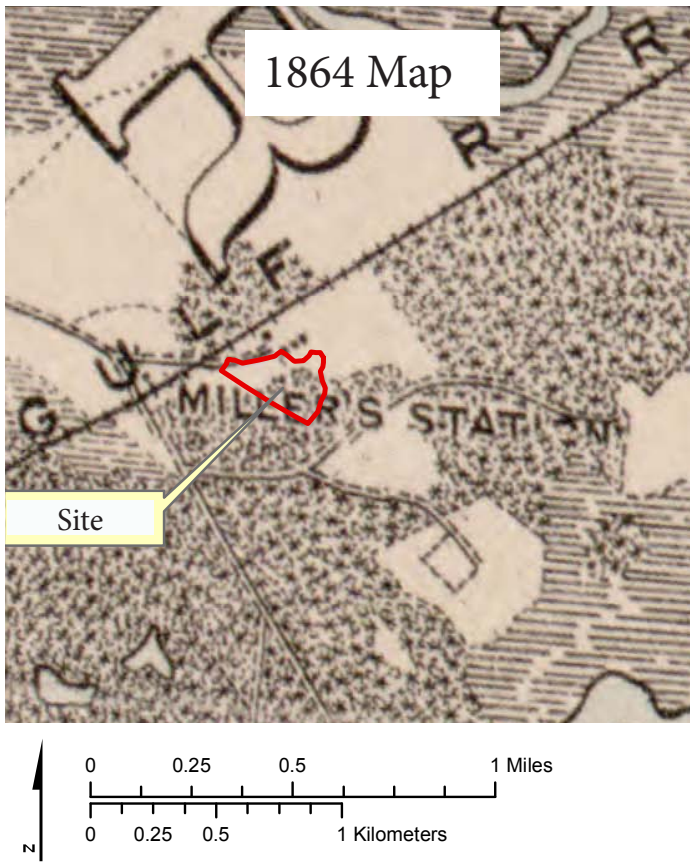 1864 Map
R
R
G U L F
MILLER'S STATION
Site
N
0 0.25 0.5 1 Miles
0 0.25 0.5 1 Kilometers